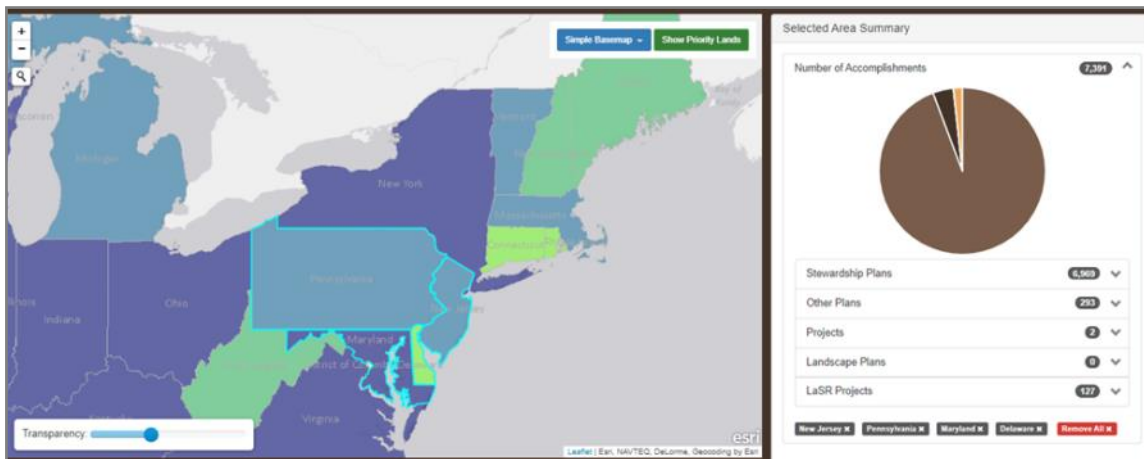 +
−
Simple Basemap
Show Priority Lands
Michigan
Vermont
New York
Massachusetts
Connecticut
Pennsylvania
Ohio
Indiana
Maryland
Virginia
Transparency:
esri
Leaflet | Esri, NAVTEQ, DeLorme, Geocoding by Esri
Selected Area Summary
Number of Accomplishments 7,391
Stewardship Plans 6,969
Other Plans 293
Projects 2
Landscape Plans 0
LaSR Projects 127
New Jersey × Pennsylvania × Maryland × Delaware × Remove All ×